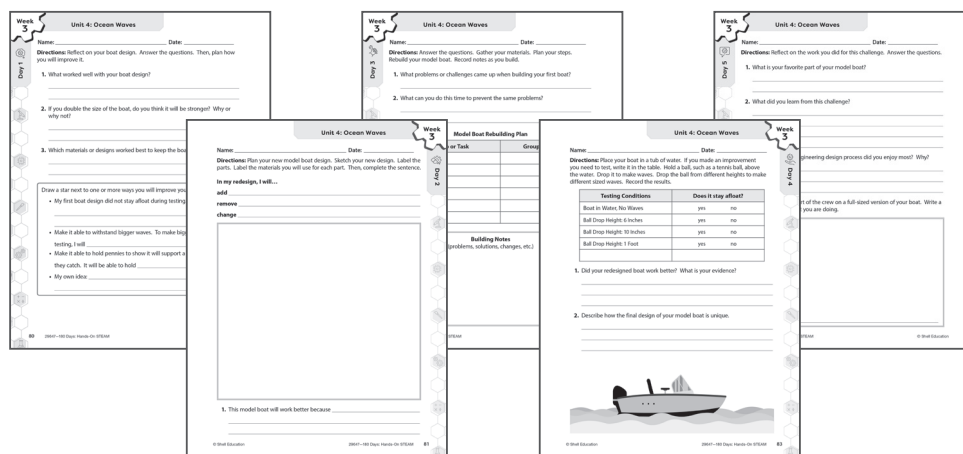 Week
3
Unit 4: Ocean Waves
Name: Date:
Day 1
Directions: Reflect on your boat design. Answer the questions. Then, plan how
you will improve it.
1. What worked well with your boat design?
2. If you double the size of the boat, do you think it will be stronger? Why or
why not?
3. Which materials or designs worked best to keep the boa
Draw a star next to one or more ways you will improve you
• My first boat design did not stay afloat during testing
• Make it able to withstand bigger waves. To make big
testing, I will
• Make it able to hold pennies to show it will support a
they catch. It will be able to hold
• My own idea:
80 29847—180 Days: Hands-On STEAM
Unit 4: Ocean Waves
Week
3
Name: Date:
Day 2
Directions: Plan your new model boat design. Sketch your new design. Label the
parts. Label the materials you will use for each part. Then, complete the sentence.
In my redesign, I will...
add
remove
change
1. This model boat will work better because
© Shell Education 29847—180 Days: Hands-On STEAM 81
Week
3
Unit 4: Ocean Waves
Name: Date:
Day 3
Directions: Answer the questions. Gather your materials. Plan your steps.
Rebuild your model boat. Record notes as you build.
1. What problems or challenges came up when building your first boat?
2. What can you do this time to prevent the same problems?
Model Boat Rebuilding Plan
or Task Group
Building Notes
(problems, solutions, changes, etc.)
STEAM
Unit 4: Ocean Waves
Week
3
Name: Date:
Day 4
Directions: Place your boat in a tub of water. If you made an improvement
you need to test, write it in the table. Hold a ball, such as a tennis ball, above
the water. Drop it to make waves. Drop the ball from different heights to make
different sized waves. Record the results.
Testing Conditions Does it stay afloat?
Boat in Water, No Waves yes no
Ball Drop Height: 6 Inches yes no
Ball Drop Height: 10 Inches yes no
Ball Drop Height: 1 Foot yes no
1. Did your redesigned boat work better? What is your evidence?
2. Describe how the final design of your model boat is unique.
© Shell Education 29847—180 Days: Hands-On STEAM 83
Week
3
Unit 4: Ocean Waves
Name: Date:
Day 5
Directions: Reflect on the work you did for this challenge. Answer the questions.
1. What is your favorite part of your model boat?
2. What did you learn from this challenge?
gineering design process did you enjoy most? Why?
rt of the crew on a full-sized version of your boat. Write a
you are doing.
STEAM © Shell Education